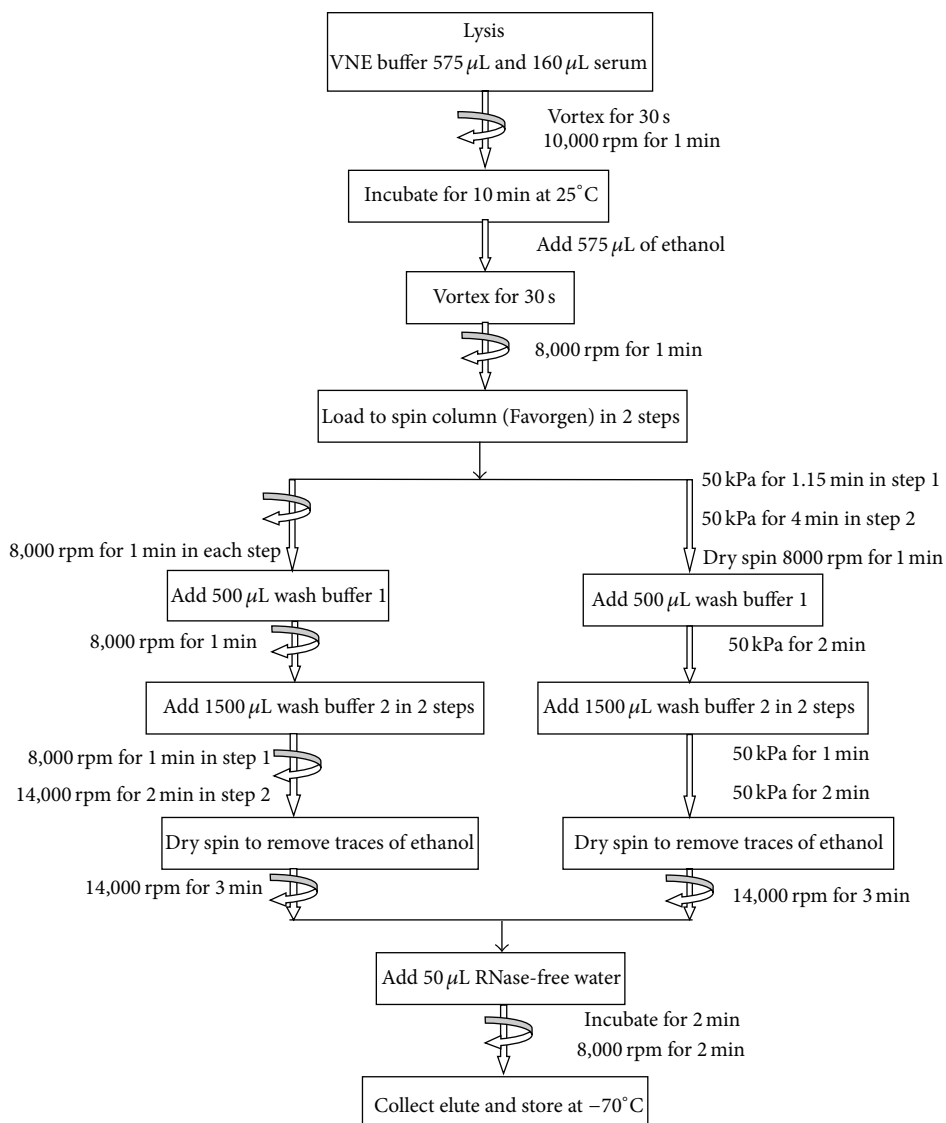 Lysis
VNE buffer 575 μL and 160 μL serum
Vortex for 30 s
10,000 rpm for 1 min
Incubate for 10 min at 25°C
Add 575 μL of ethanol
Vortex for 30 s
8,000 rpm for 1 min
Load to spin column (Favorgen) in 2 steps
8,000 rpm for 1 min in each step
Add 500 μL wash buffer 1
8,000 rpm for 1 min
Add 1500 μL wash buffer 2 in 2 steps
8,000 rpm for 1 min in step 1
14,000 rpm for 2 min in step 2
Dry spin to remove traces of ethanol
14,000 rpm for 3 min
50 kPa for 1.15 min in step 1
50 kPa for 4 min in step 2
Dry spin 8000 rpm for 1 min
Add 500 μL wash buffer 1
50 kPa for 2 min
Add 1500 μL wash buffer 2 in 2 steps
50 kPa for 1 min
50 kPa for 2 min
Dry spin to remove traces of ethanol
14,000 rpm for 3 min
Add 50 μL RNase-free water
Incubate for 2 min
8,000 rpm for 2 min
Collect elute and store at −70°C